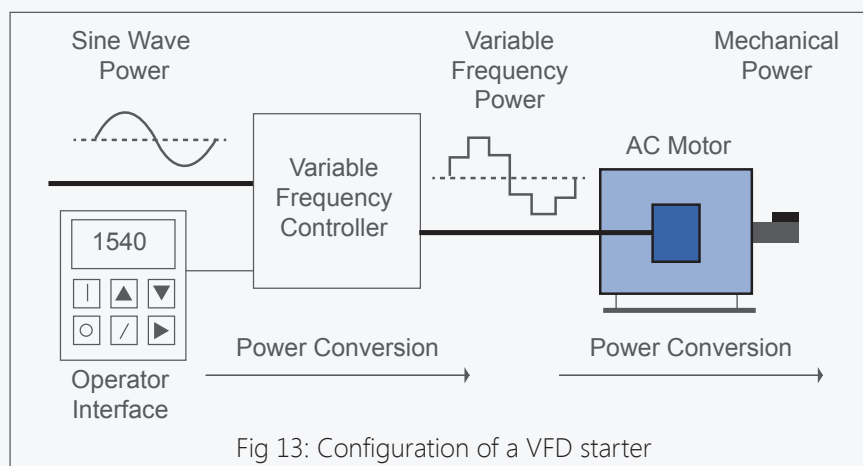 Sine Wave
Power
Variable
Frequency
Power
Mechanical
Power
AC Motor
Variable
Frequency
Controller
1540
Operator
Interface
Power Conversion
Power Conversion
Fig 13: Configuration of a VFD starter